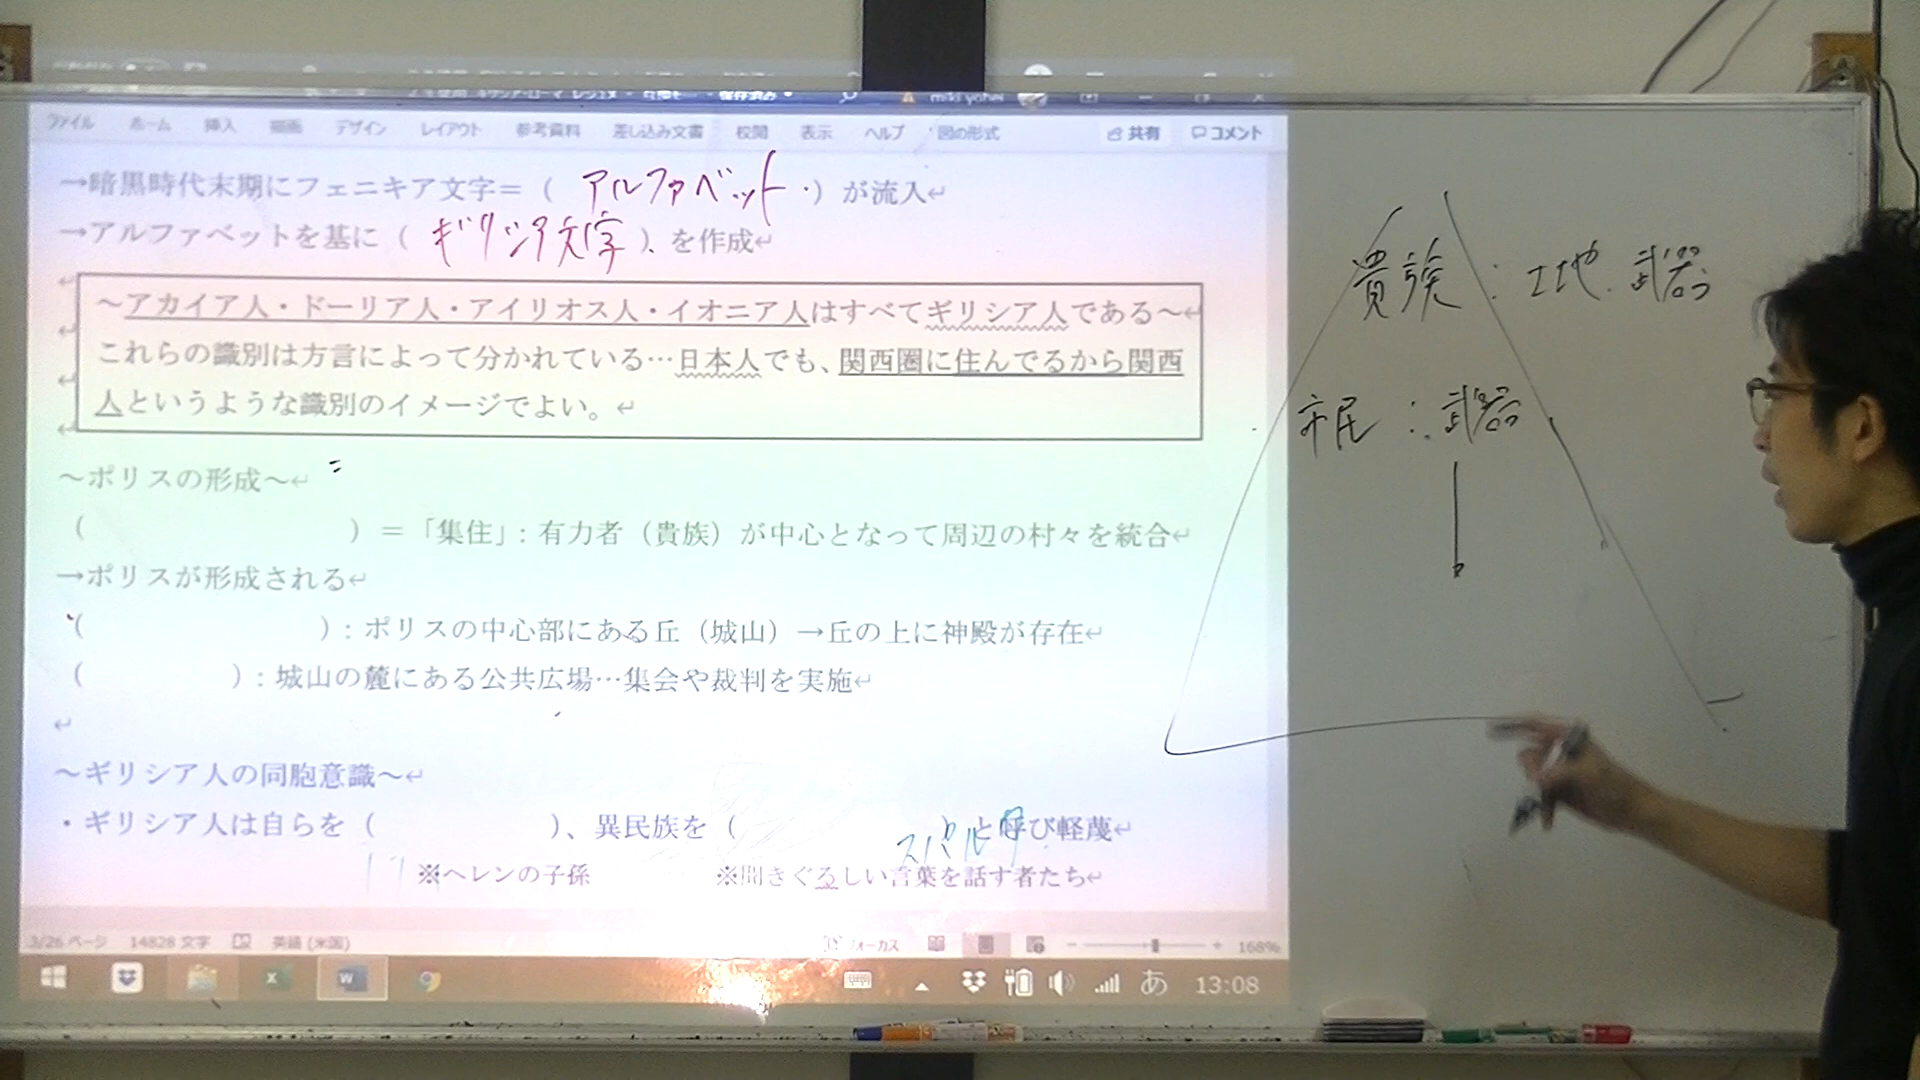 ファイル ホーム 挿入 描画 デザイン レイアウト 参考資料 差し込み文書 校閲 表示 ヘルプ 図の形式 共有 コメント
→暗黒時代末期にフェニキア文字＝（ アルファベット ）が流入↵
→アルファベットを基に（ ギリシア文字 ）を作成↵
～アカイア人・ドーリア人・アイリオス人・イオニア人はすべてギリシア人である～↵
これらの識別は方言によって分かれている…日本人でも、関西圏に住んでるから関西
人というような識別のイメージでよい。↵
～ポリスの形成～↵
（ ）＝「集住」：有力者（貴族）が中心となって周辺の村々を統合↵
→ポリスが形成される↵
（ ）：ポリスの中心部にある丘（城山）→丘の上に神殿が存在↵
（ ）：城山の麓にある公共広場…集会や裁判を実施↵
↵
～ギリシア人の同胞意識～↵
・ギリシア人は自らを（ ）、異民族を（ ）と呼び軽蔑↵
※ヘレンの子孫 ※聞きぐるしい言葉を話す者たち↵
3/26 ページ 14828 文字 英語 (米国) フォーカス 168%
あ 13:08
貴族：土地 武器
市民：武器